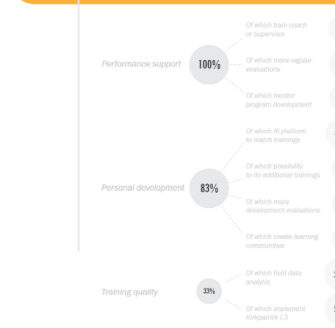 Of which train coach
or supervisor
Performance support
100%
Of which more regular
evaluations
Of which monitor
program development
Of which AI platform
to match trainings
Of which possibility
to do additional trainings
Personal development
83%
Of which more
development evaluations
Of which create learning
communities
Of which field data
analysis
Training quality
33%
Of which implement
Kirkpatrick L3